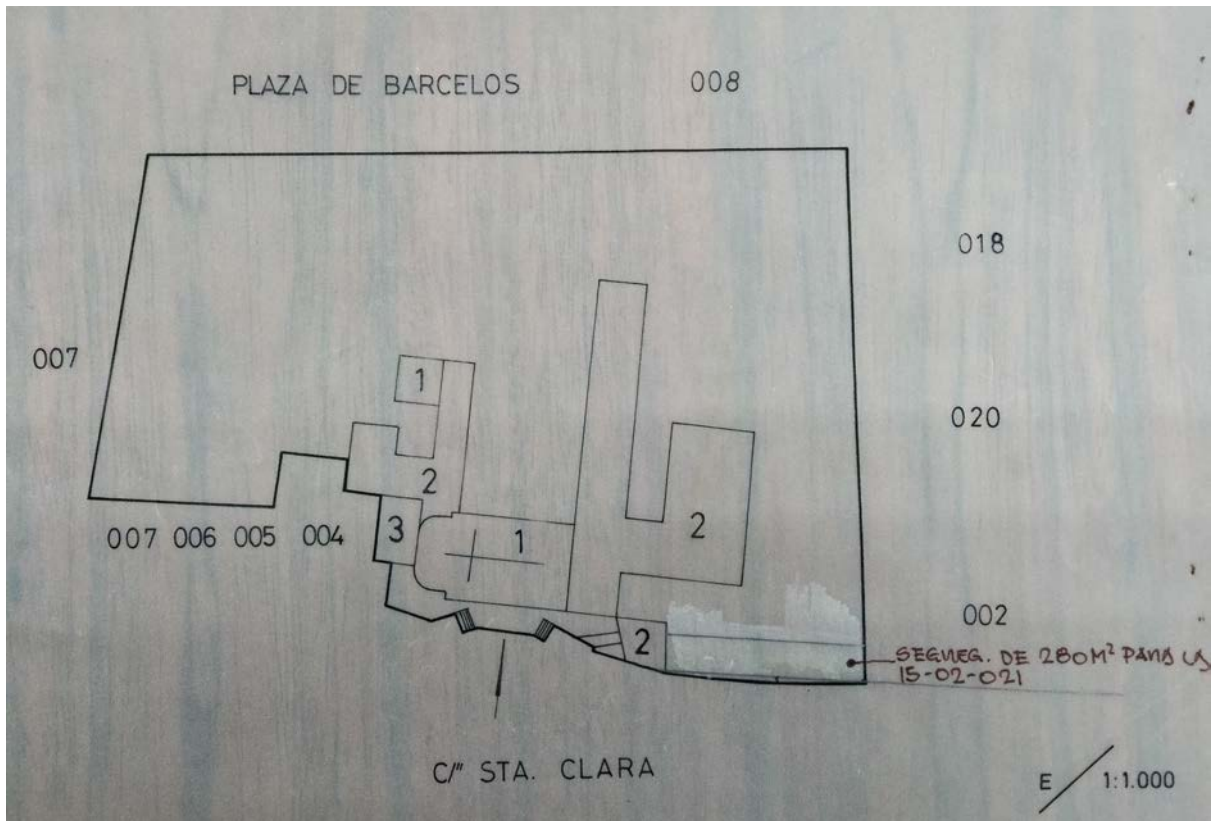 PLAZA DE BARCELOS 008
018
007
1
020
2
007 006 005 004
3
1
2
002
2
SEGREG. DE 280M² PARA LA
15-02-021
C/" STA. CLARA
E / 1:1.000